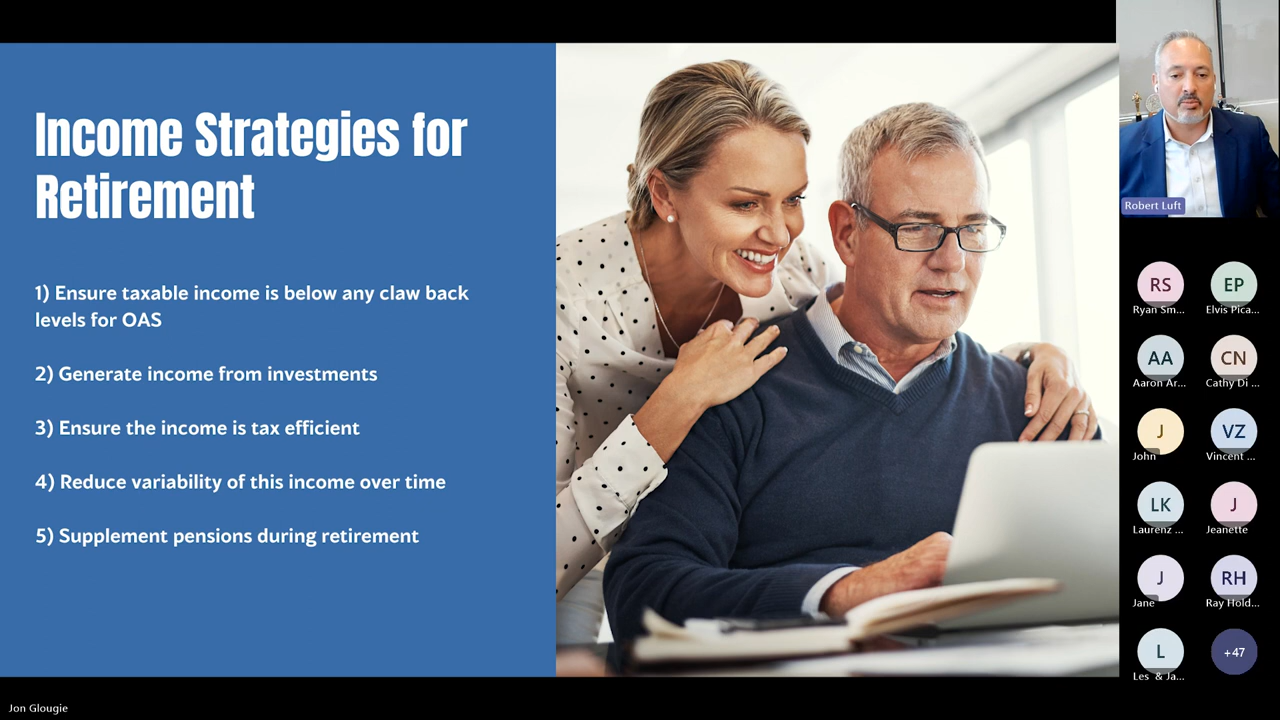 Income Strategies for
Retirement
1) Ensure taxable income is below any claw back
levels for OAS
2) Generate income from investments
3) Ensure the income is tax efficient
4) Reduce variability of this income over time
5) Supplement pensions during retirement
Robert Luft
RS
Ryan Sm...
EP
Elvis Pica...
AA
Aaron Ar...
CN
Cathy Di ...
J
John
VZ
Vincent ...
LK
Laurenz ...
J
Jeanette
J
Jane
RH
Ray Hold...
L
Les & Ja...
+47
Jon Glougie